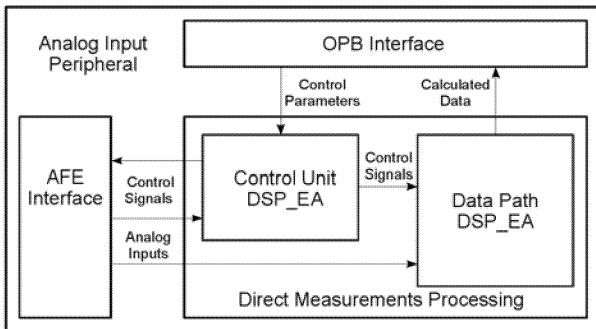 Analog Input
Peripheral
OPB Interface
Control
Parameters
Calculated
Data
AFE
Interface
Control
Signals
Analog
Inputs
Control Unit
DSP_EA
Control
Signals
Data Path
DSP_EA
Direct Measurements Processing